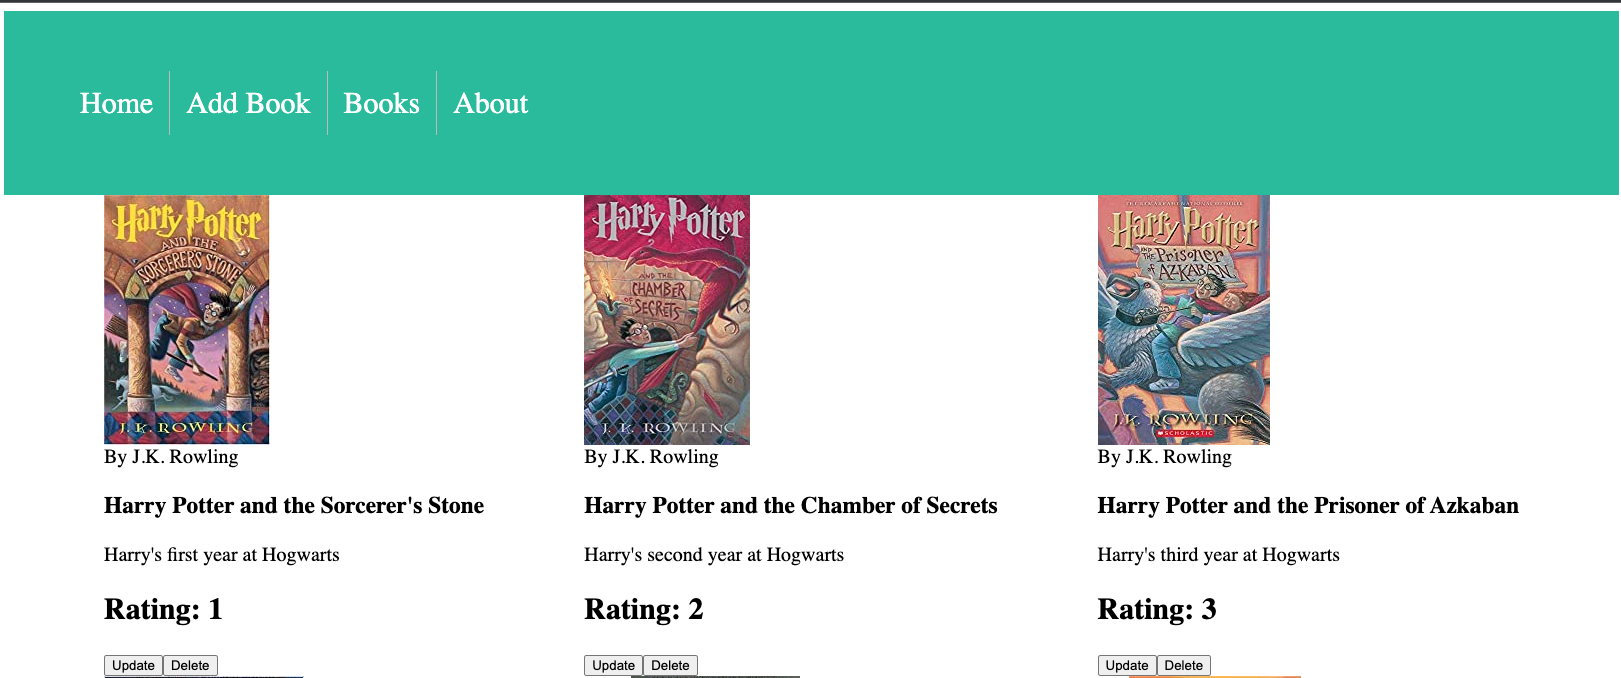 Home Add Book Books About
Harry Potter
AND THE
SORCERER'S STONE
J. K. ROWLING
Harry Potter
AND THE
CHAMBER
OF
SECRETS
J. K. ROWLING
Harry Potter
AND
THE Prisoner
of AZKABAN
J.K. ROWLING
SCHOLASTIC
By J.K. Rowling By J.K. Rowling By J.K. Rowling
Harry Potter and the Sorcerer's Stone Harry Potter and the Chamber of Secrets Harry Potter and the Prisoner of Azkaban
Harry's first year at Hogwarts Harry's second year at Hogwarts Harry's third year at Hogwarts
Rating: 1 Rating: 2 Rating: 3
Update Delete Update Delete Update Delete